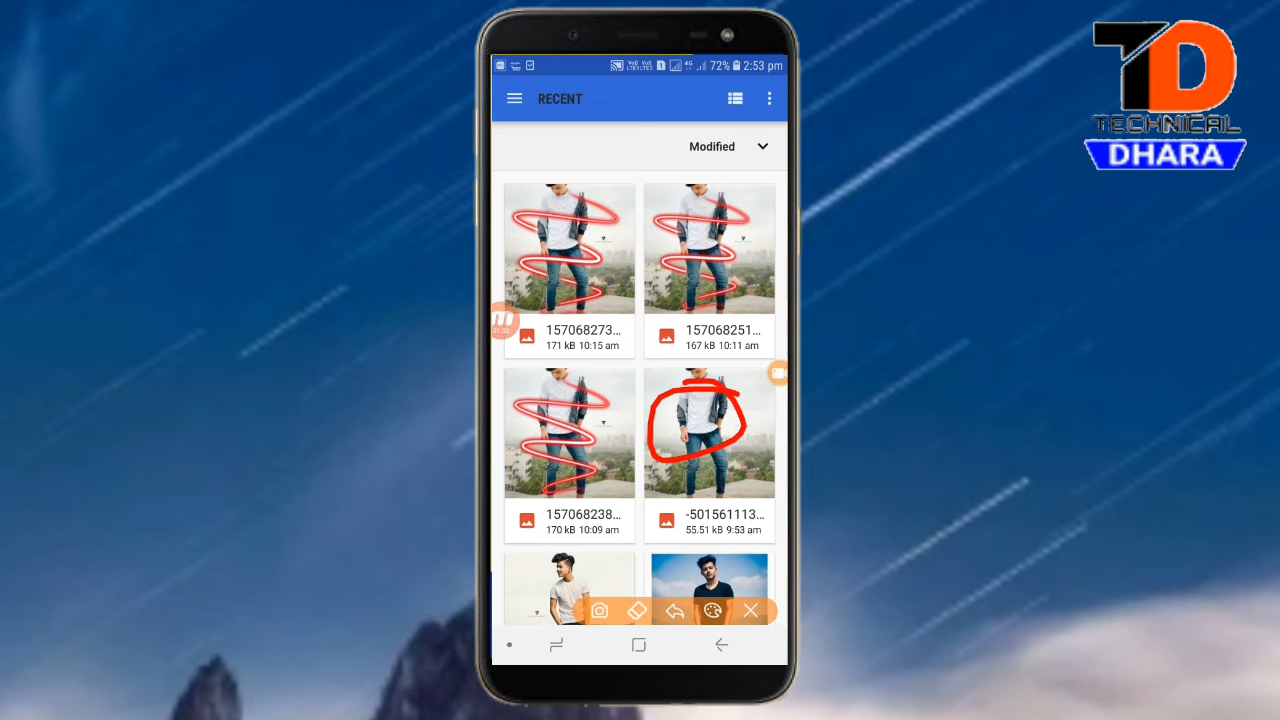 72% 2:53 pm
RECENT
Modified
157068273...
171 kB 10:15 am
157068251...
167 kB 10:11 am
157068238...
170 kB 10:09 am
-501561113...
55.51 kB 9:53 am
TD
TECHNICAL
DHARA